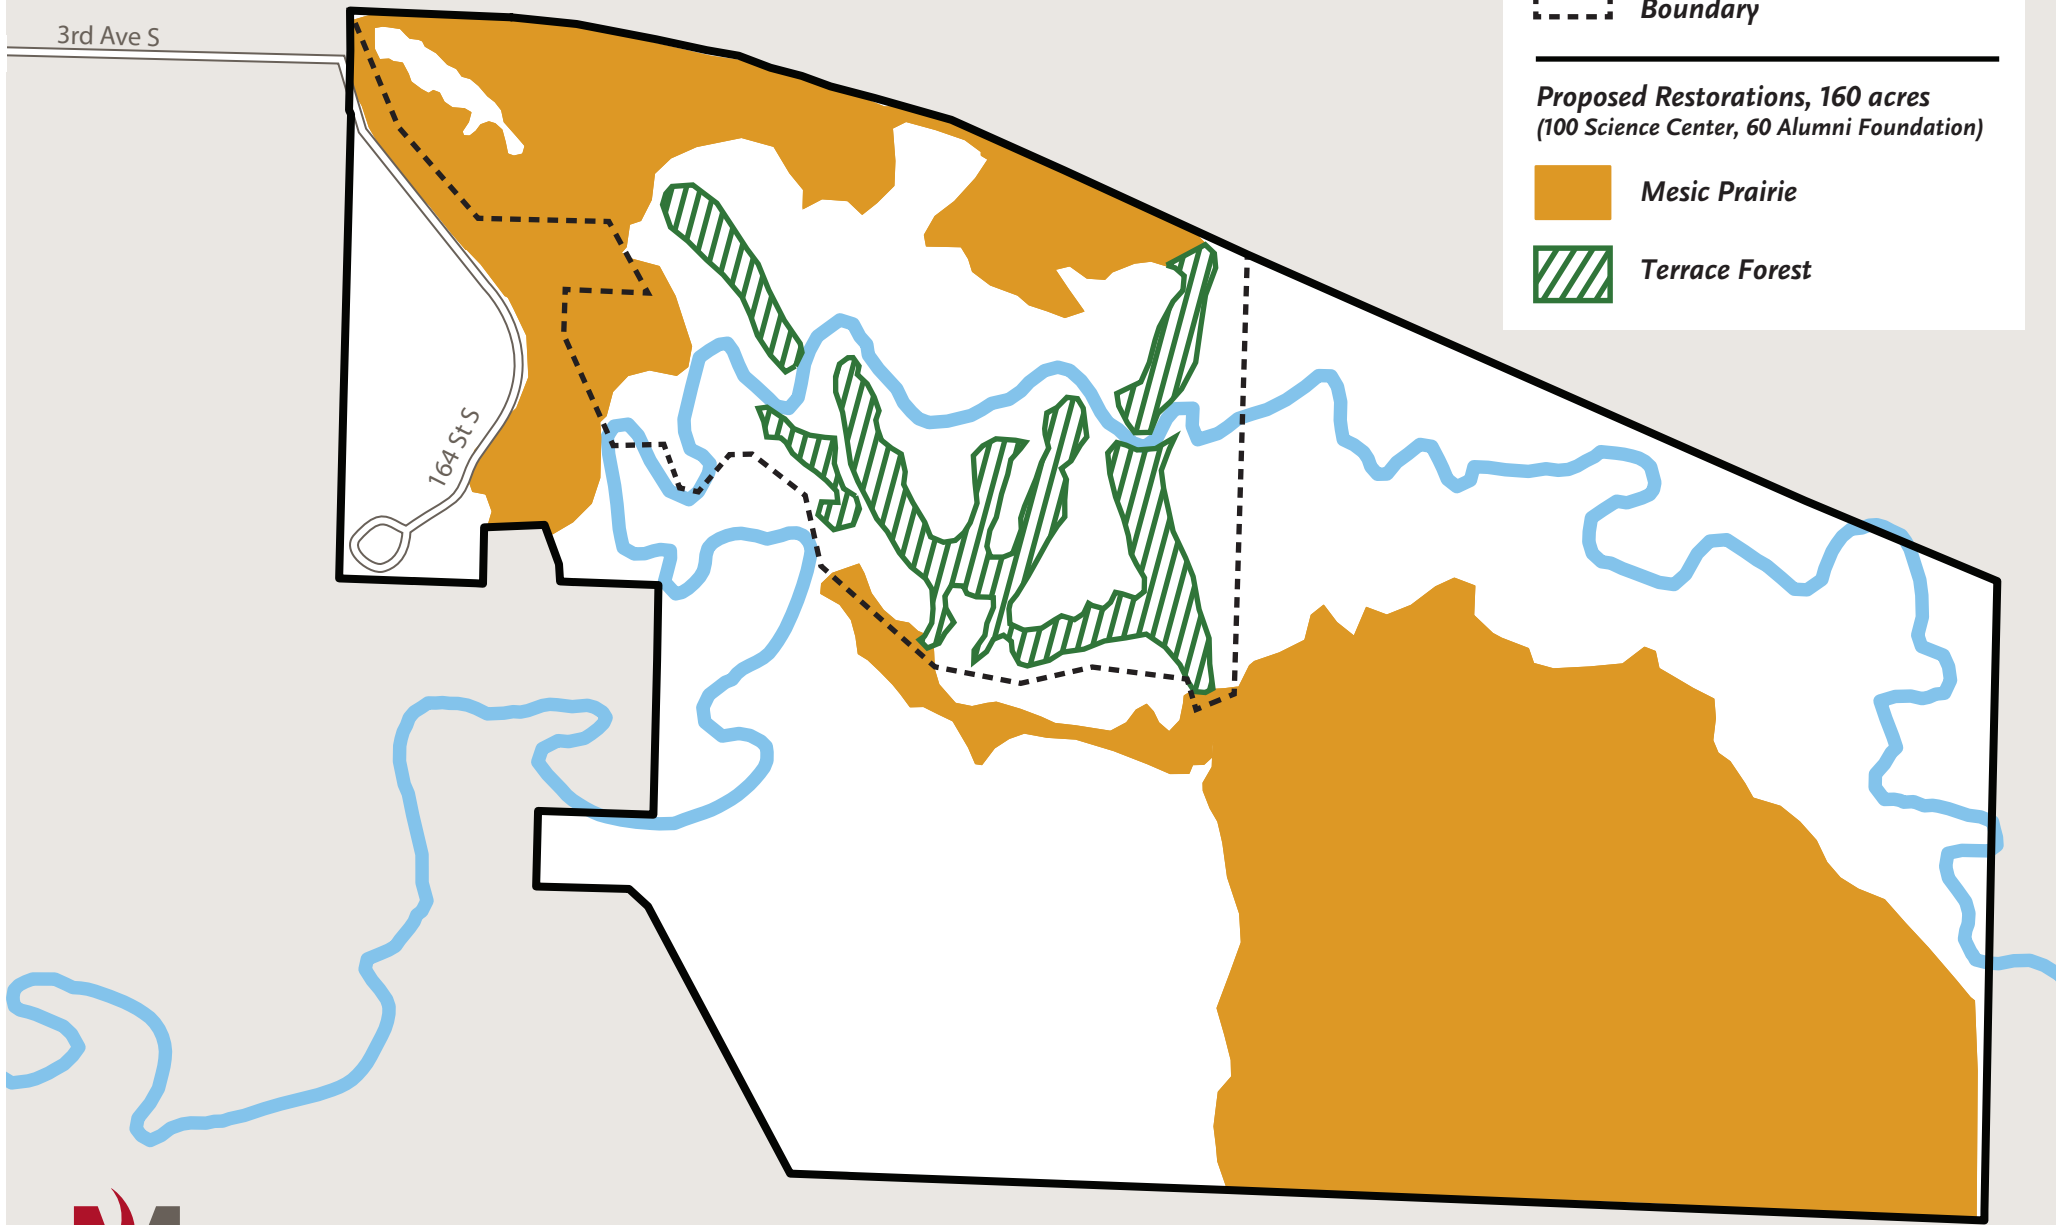 3rd Ave S
Boundary
Proposed Restorations, 160 acres
(100 Science Center, 60 Alumni Foundation)
Mesic Prairie
Terrace Forest
164 St S